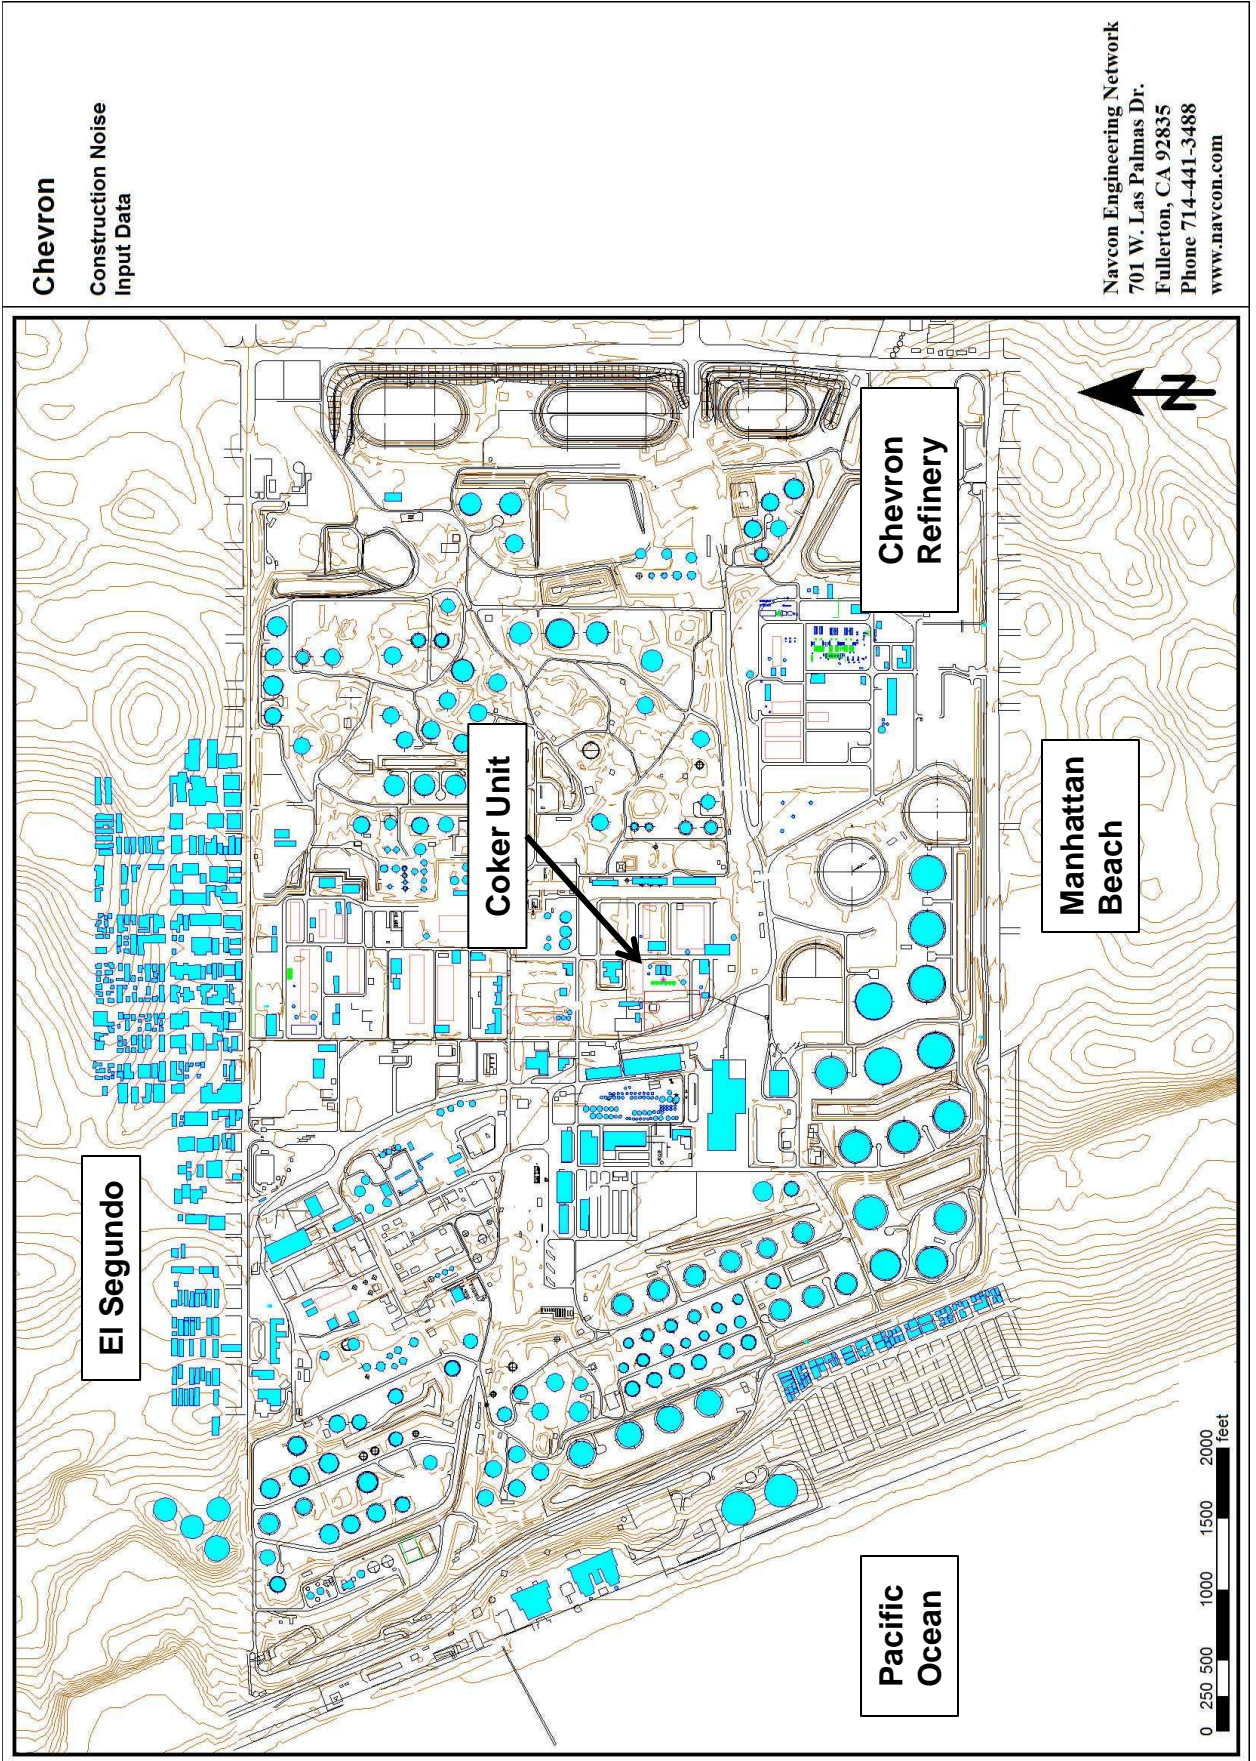 Chevron
Construction Noise
Input Data
El Segundo
Coker Unit
Chevron
Refinery
Manhattan
Beach
Pacific
Ocean
N
0 250 500 1000 1500 2000
feet
Navcon Engineering Network
701 W. Las Palmas Dr.
Fullerton, CA 92835
Phone 714-441-3488
www.navcon.com